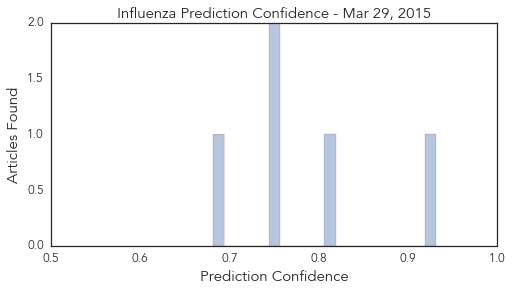 Influenza Prediction Confidence - Mar 29, 2015
2.0
1.5
1.0
0.5
0.0
Articles Found
0.5 0.6 0.7 0.8 0.9 1.0
Prediction Confidence